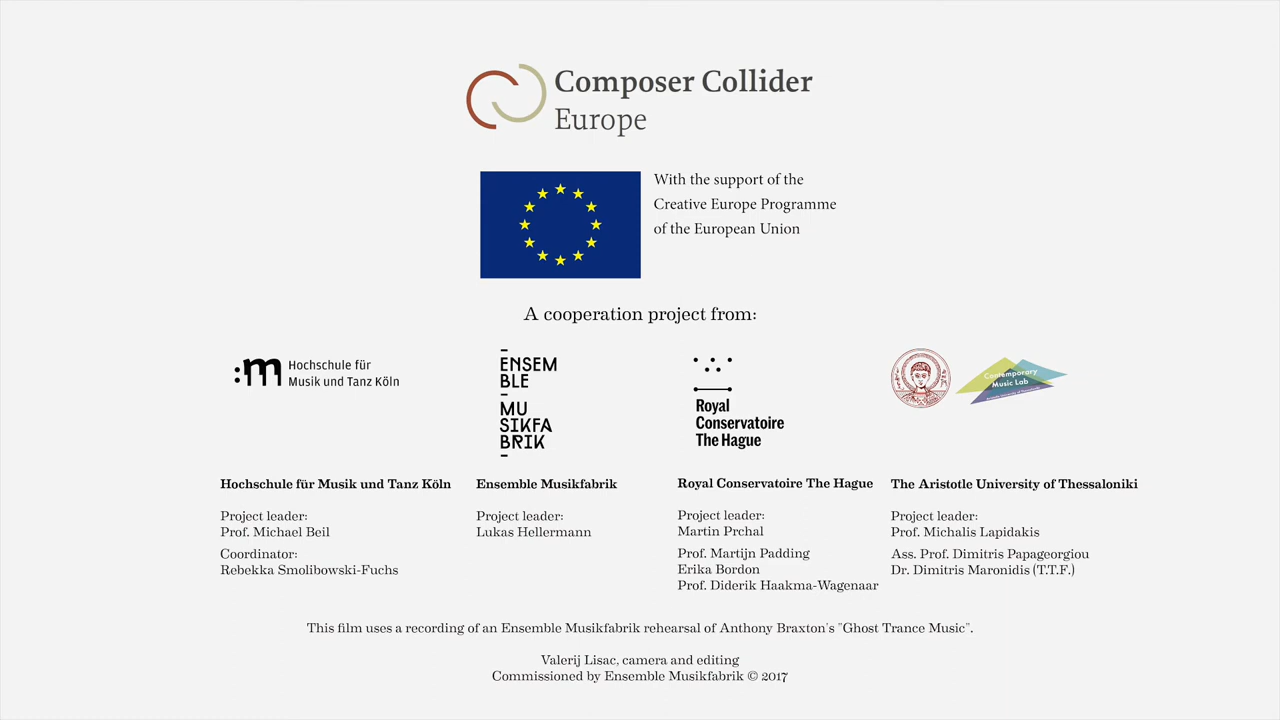 Composer Collider
Europe
With the support of the
Creative Europe Programme
of the European Union
A cooperation project from:
:m Hochschule für
Musik und Tanz Köln
ENSEM
BLE
MU
SIKFA
BRIK
Royal
Conservatoire
The Hague
Contemporary
Music Lab
Hochschule für Musik und Tanz Köln
Project leader:
Prof. Michael Beil
Coordinator:
Rebekka Smolibowski-Fuchs
Ensemble Musikfabrik
Project leader:
Lukas Hellermann
Royal Conservatoire The Hague
Project leader:
Martin Prchal
Prof. Martijn Padding
Erika Bordon
Prof. Diderik Haakma-Wagenaar
The Aristotle University of Thessaloniki
Project leader:
Prof. Michalis Lapidakis
Ass. Prof. Dimitris Papageorgiou
Dr. Dimitris Maronidis (T.T.F.)
This film uses a recording of an Ensemble Musikfabrik rehearsal of Anthony Braxton's "Ghost Trance Music".
Valerij Lisac, camera and editing
Commissioned by Ensemble Musikfabrik © 2017